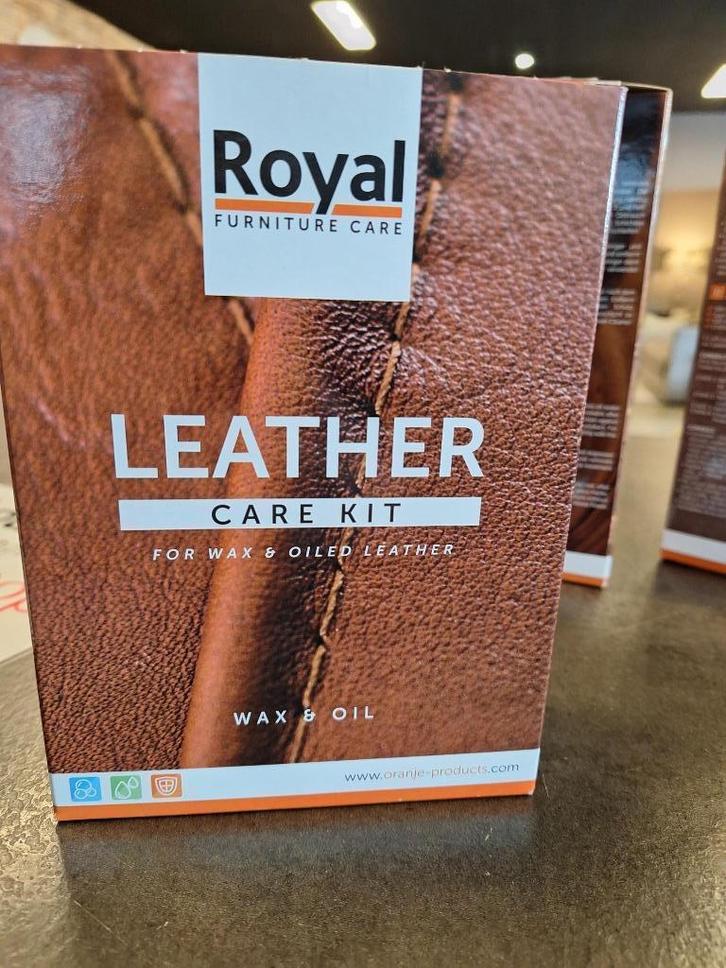 Royal
FURNITURE CARE
LEATHER
CARE KIT
FOR WAX & OILED LEATHER
WAX & OIL
www.oranje-products.com